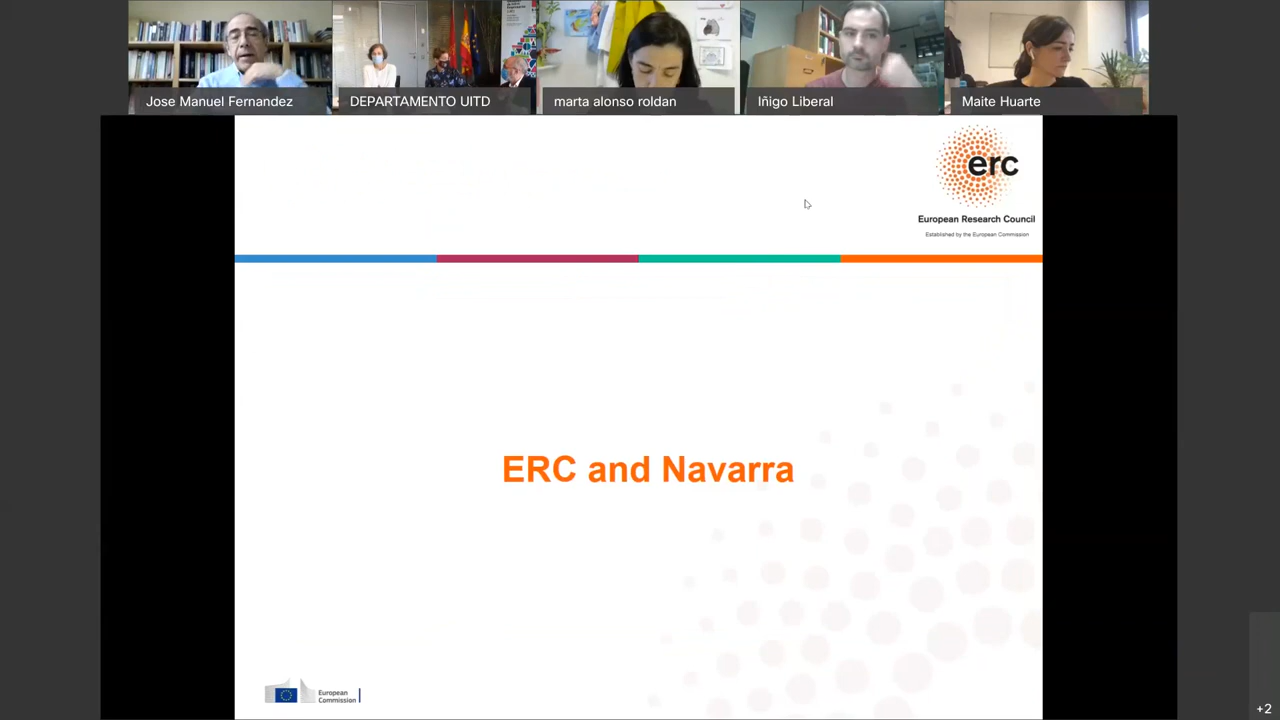 Jose Manuel Fernandez
DEPARTAMENTO UITD
marta alonso roldan
Iñigo Liberal
Maite Huarte
erc
European Research Council
Established by the European Commission
ERC and Navarra
European
Commission
+2